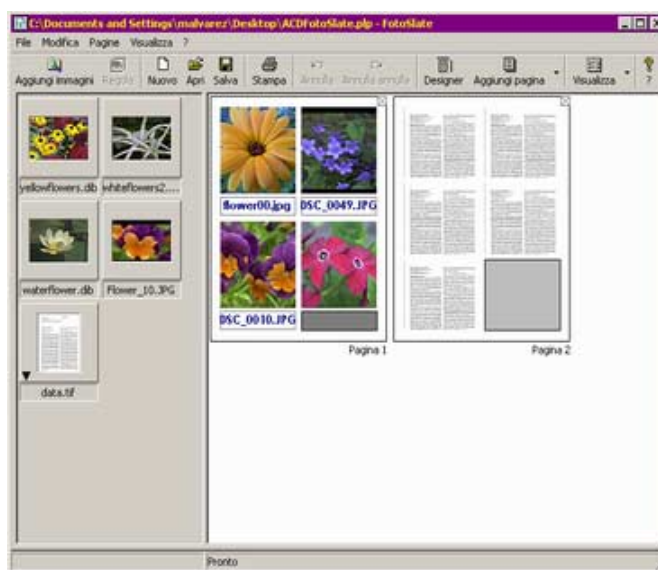 C:\Documents and Settings\malvarez\Desktop\ACDFotoSlate.plp - FotoSlate
File Modifica Pagine Visualizza ?
Aggiungi immagini Regola Nuovo Apri Salva Stampa Annulla Annulla annulla Designer Aggiungi pagina Visualizza ?
yellowflowers.dib whiteflowers2....
flower00.jpg DSC_0049.JPG
waterflower.dib Flower_10.JPG
DSC_0010.JPG
Pagina 1 Pagina 2
data.tif
Pronto